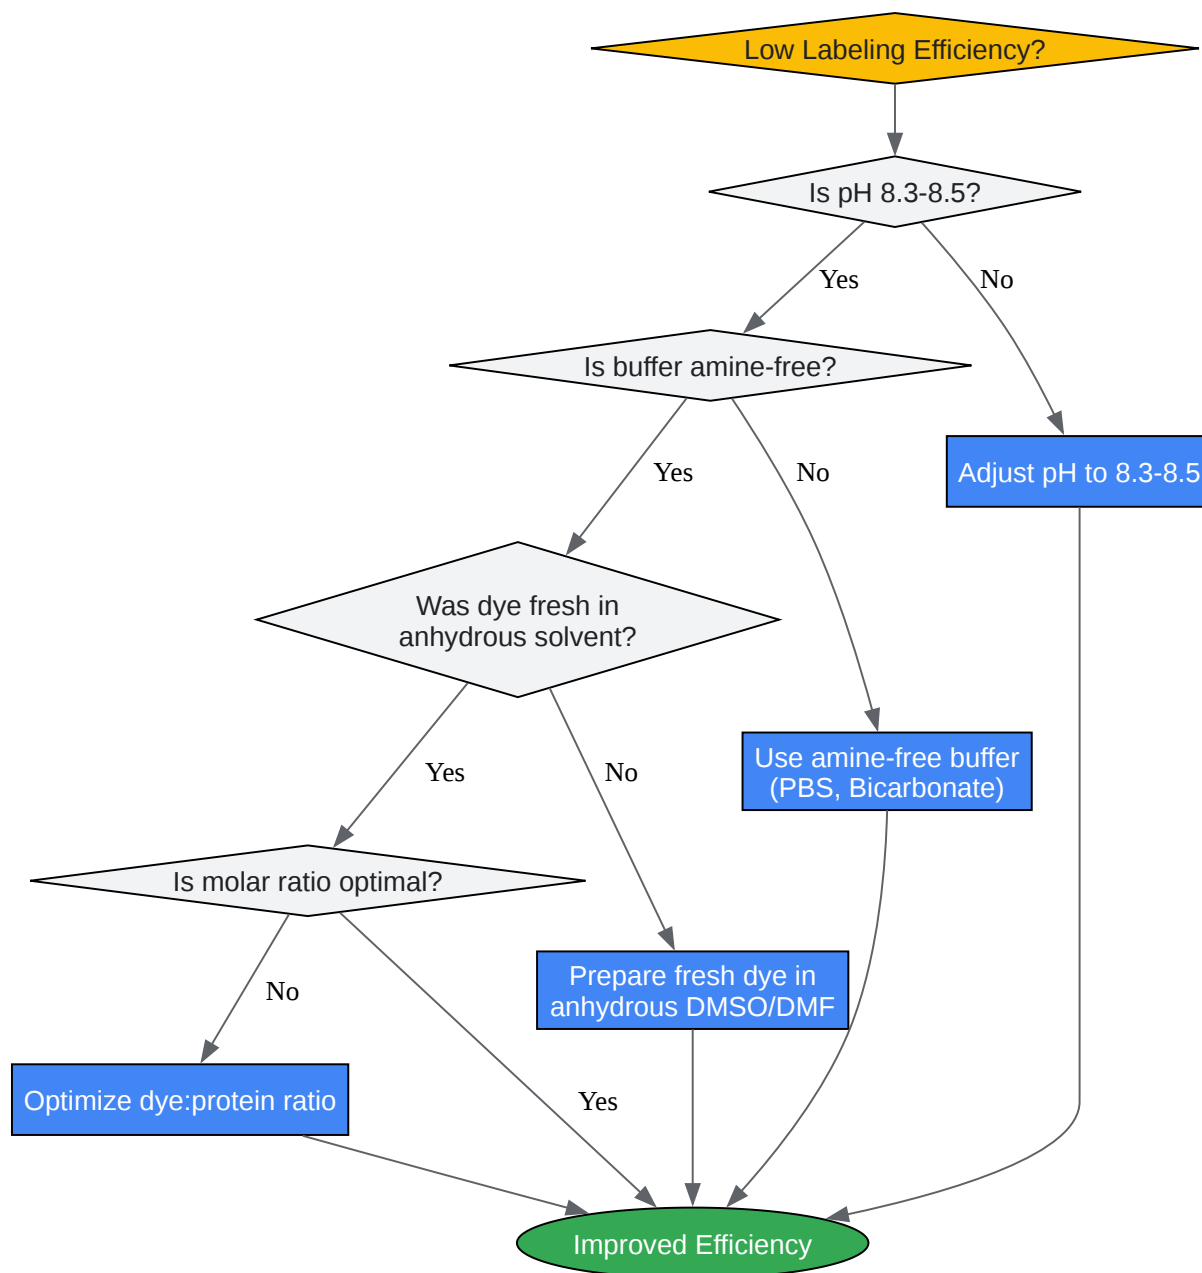 Low Labeling Efficiency?
Is pH 8.3-8.5?
Yes
No
Is buffer amine-free?
Yes
No
Adjust pH to 8.3-8.5
Was dye fresh in
anhydrous solvent?
Yes
No
Use amine-free buffer
(PBS, Bicarbonate)
Is molar ratio optimal?
No
Yes
Prepare fresh dye in
anhydrous DMSO/DMF
Optimize dye:protein ratio
Improved Efficiency